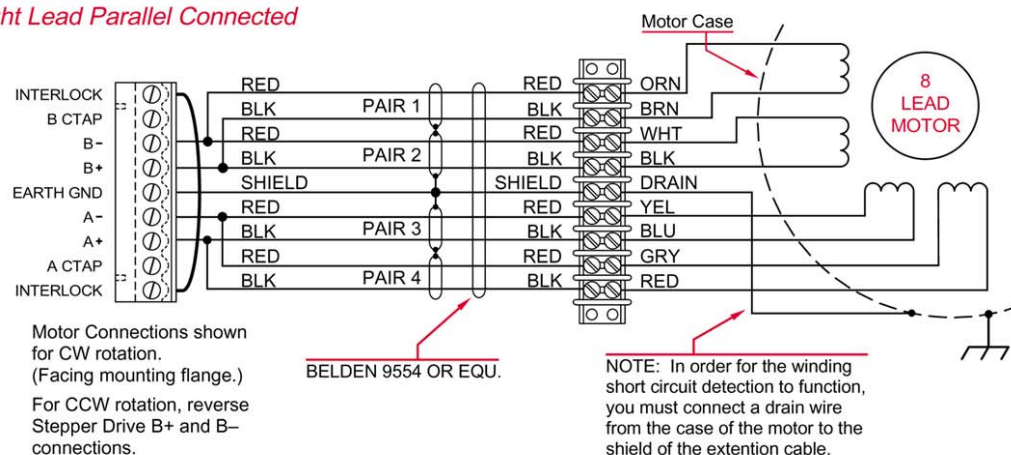 ht Lead Parallel Connected
Motor Case
8
LEAD
MOTOR
INTERLOCK
B CTAP
B-
B+
EARTH GND
A-
A+
A CTAP
INTERLOCK
RED
BLK
RED
BLK
SHIELD
RED
BLK
RED
BLK
PAIR 1
PAIR 2
PAIR 3
PAIR 4
RED
BLK
RED
BLK
SHIELD
RED
BLK
RED
BLK
ORN
BRN
WHT
BLK
DRAIN
YEL
BLU
GRY
RED
Motor Connections shown
for CW rotation.
(Facing mounting flange.)
For CCW rotation, reverse
Stepper Drive B+ and B–
connections.
BELDEN 9554 OR EQU.
NOTE: In order for the winding
short circuit detection to function,
you must connect a drain wire
from the case of the motor to the
shield of the extention cable.